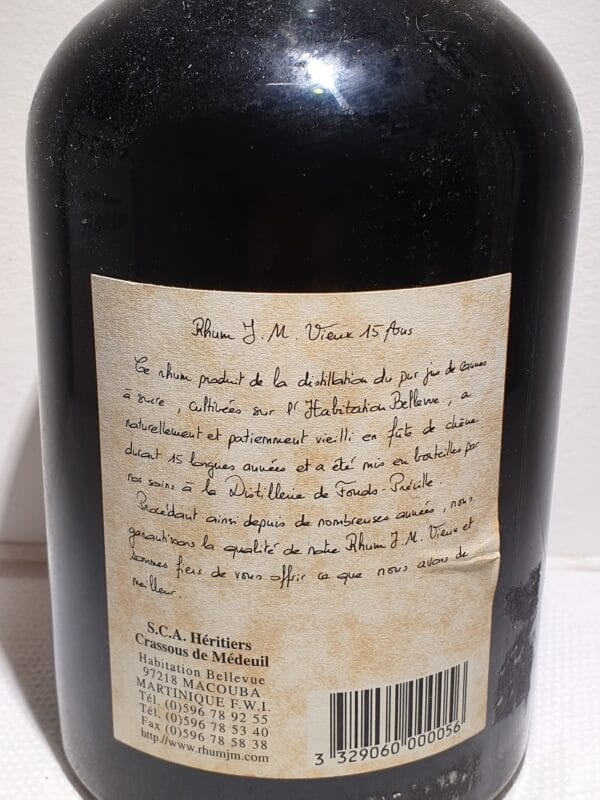 Rhum J.M. Vieux 15 Ans
Ce rhum produit de la distillation du pur jus de cannes
à sucre, cultivées sur l'Habitation Bellevue, a
naturellement et patiemment vieilli en fûts de chêne
durant 15 longues années et a été mis en bouteilles par
nos soins à la Distillerie de Fonds-Préville.
Procédant ainsi depuis de nombreuses années, nous
garantissons la qualité de notre Rhum J.M. Vieux et
sommes fiers de vous offrir ce que nous avons de
meilleur.
S.C.A. Héritiers
Crassous de Médeuil
Habitation Bellevue
97218 MACOUBA
MARTINIQUE F.W.I.
Tél. (0)596 78 92 55
Tél. (0)596 78 53 40
Fax (0)596 78 58 38
http://www.rhumjm.com
3 329060 000056